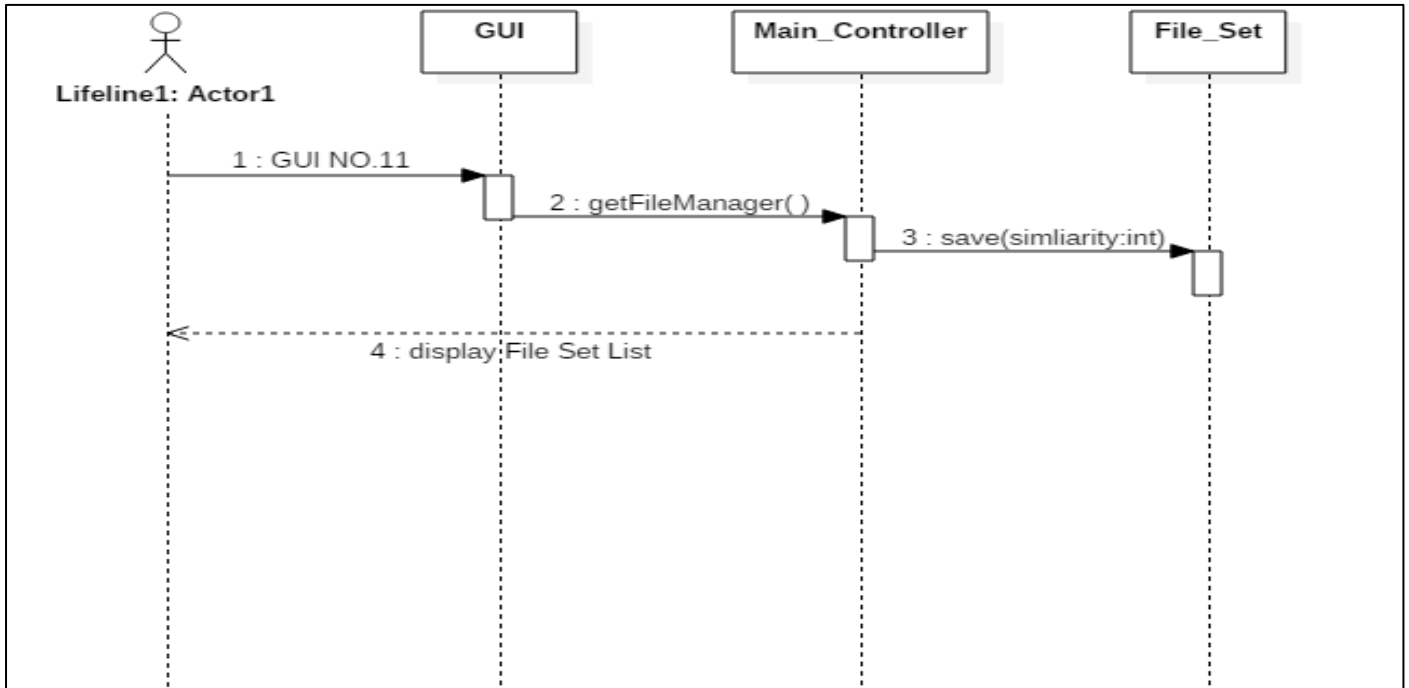 GUI
Main_Controller
File_Set
Lifeline1: Actor1
1 : GUI NO.11
2 : getFileManager( )
3 : save(simliarity:int)
4 : display File Set List